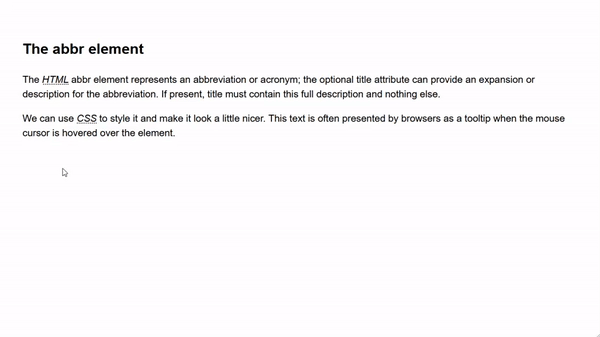 The abbr element
The HTML abbr element represents an abbreviation or acronym; the optional title attribute can provide an expansion or
description for the abbreviation. If present, title must contain this full description and nothing else.
We can use CSS to style it and make it look a little nicer. This text is often presented by browsers as a tooltip when the mouse
cursor is hovered over the element.